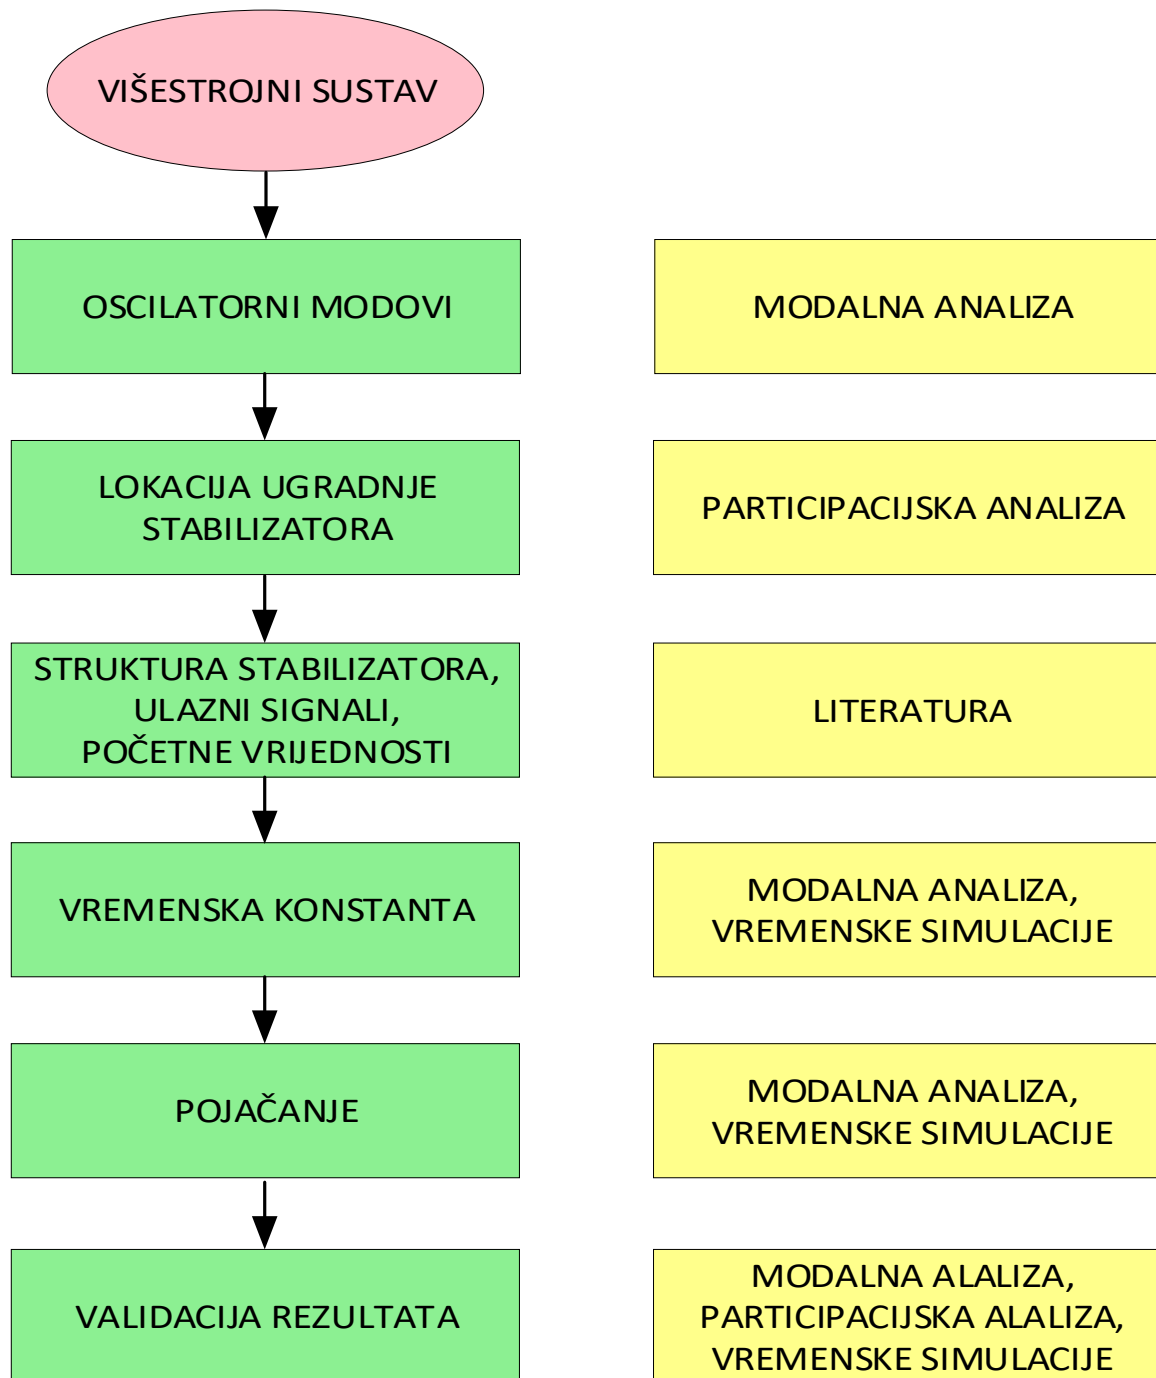 VIŠESTROJNI SUSTAV
OSCILATORNI MODOVI
MODALNA ANALIZA
LOKACIJA UGRADNJE
STABILIZATORA
PARTICIPACIJSKA ANALIZA
STRUKTURA STABILIZATORA,
ULAZNI SIGNALI,
POČETNE VRIJEDNOSTI
LITERATURA
VREMENSKA KONSTANTA
MODALNA ANALIZA,
VREMENSKE SIMULACIJE
POJAČANJE
MODALNA ANALIZA,
VREMENSKE SIMULACIJE
VALIDACIJA REZULTATA
MODALNA ALALIZA,
PARTICIPACIJSKA ALALIZA,
VREMENSKE SIMULACIJE